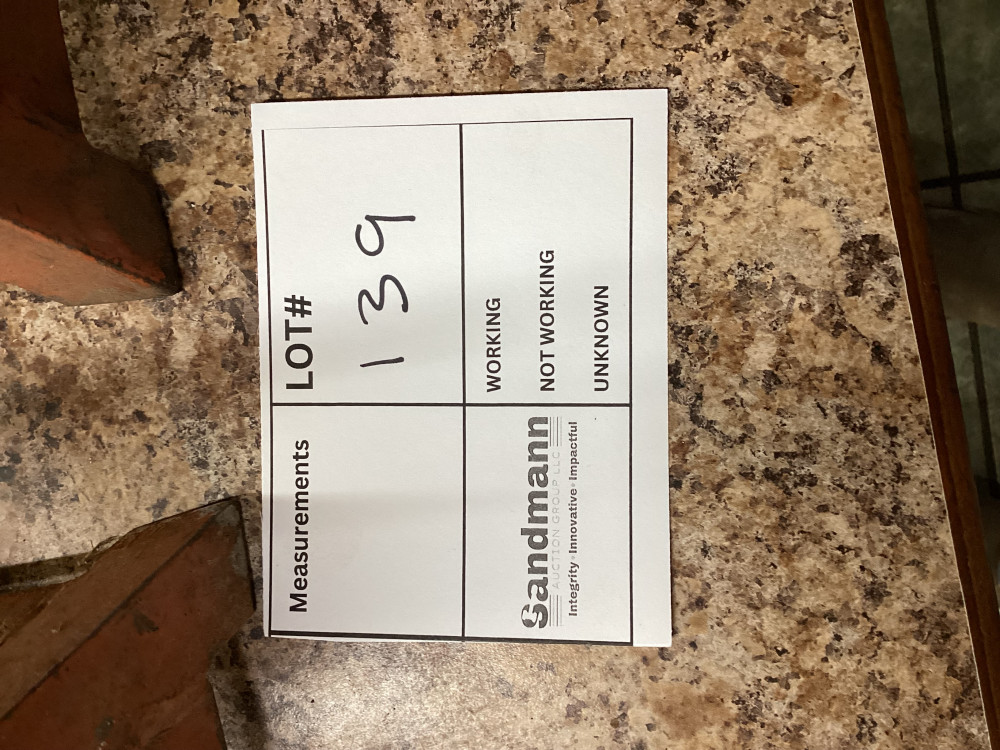 Measurements
LOT#
139
Sandmann
AUCTION GROUP LLC
Integrity · Innovative · Impactful
WORKING
NOT WORKING
UNKNOWN